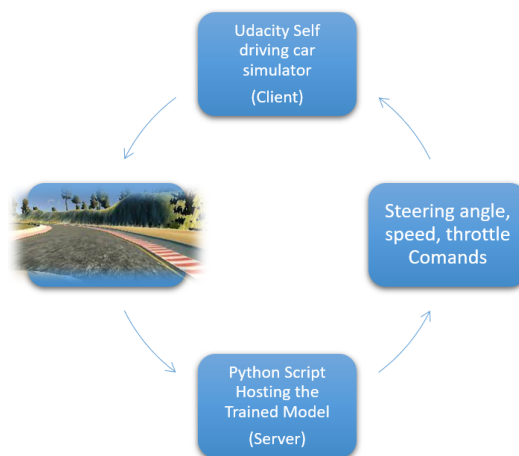 Udacity Self
driving car
simulator
(Client)
Steering angle,
speed, throttle
Comands
Python Script
Hosting the
Trained Model
(Server)